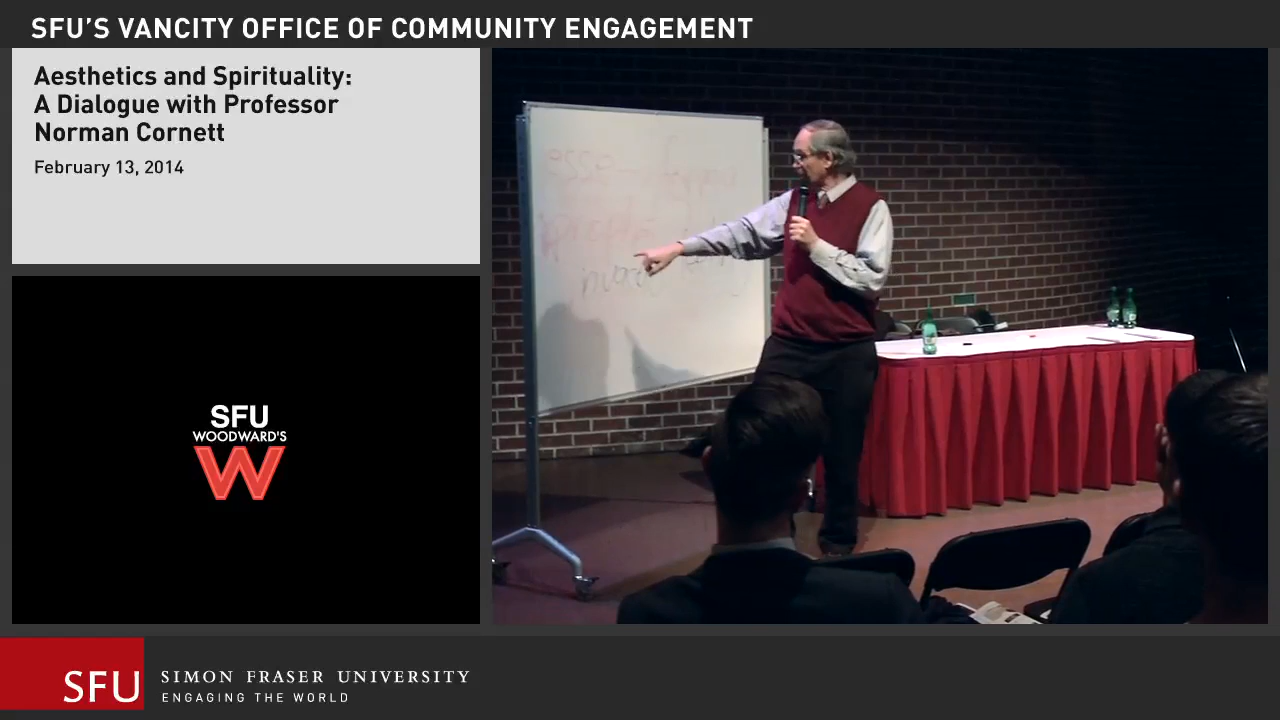 SFU'S VANCITY OFFICE OF COMMUNITY ENGAGEMENT
Aesthetics and Spirituality:
A Dialogue with Professor
Norman Cornett
February 13, 2014
esse
SFU
WOODWARD'S
W
SFU
SIMON FRASER UNIVERSITY
ENGAGING THE WORLD